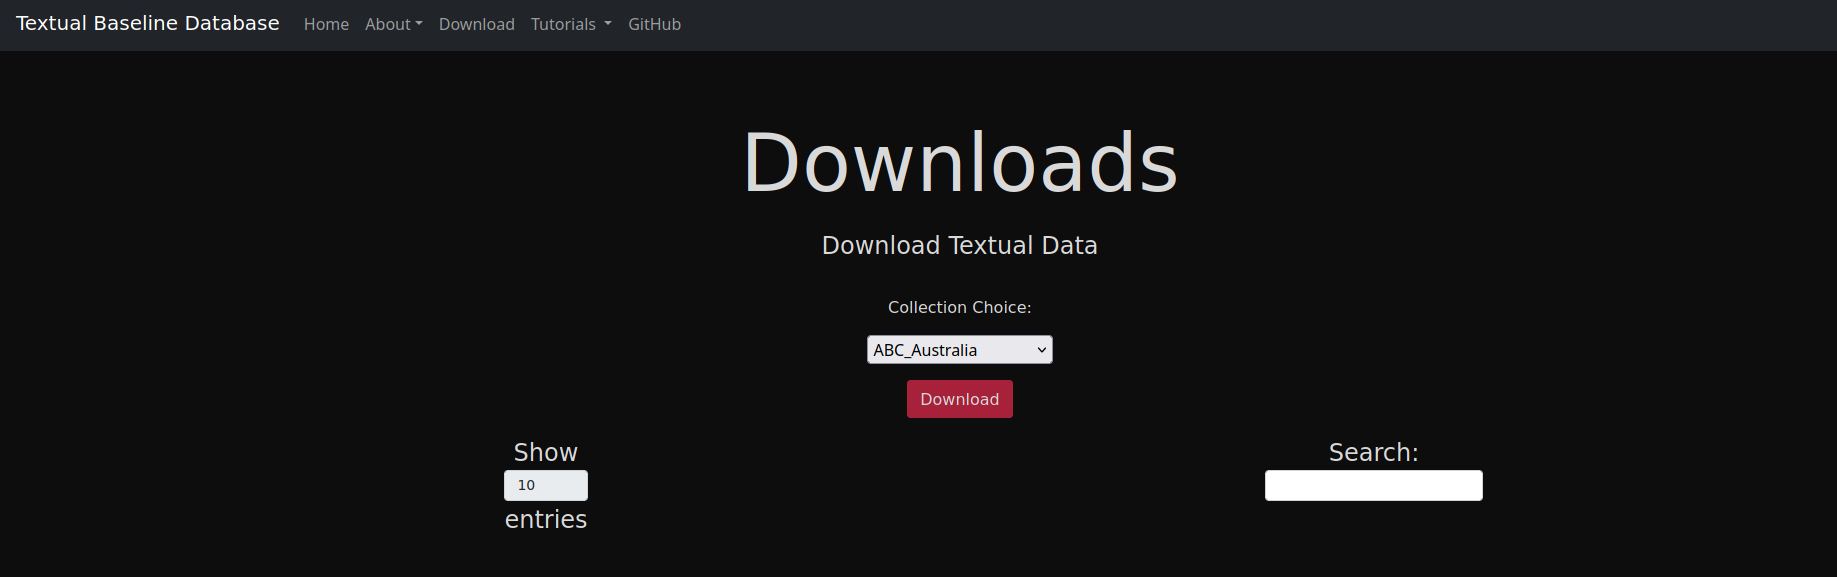 Textual Baseline Database Home About Download Tutorials GitHub
Downloads
Download Textual Data
Collection Choice:
ABC_Australia
Download
Show Search:
10
entries